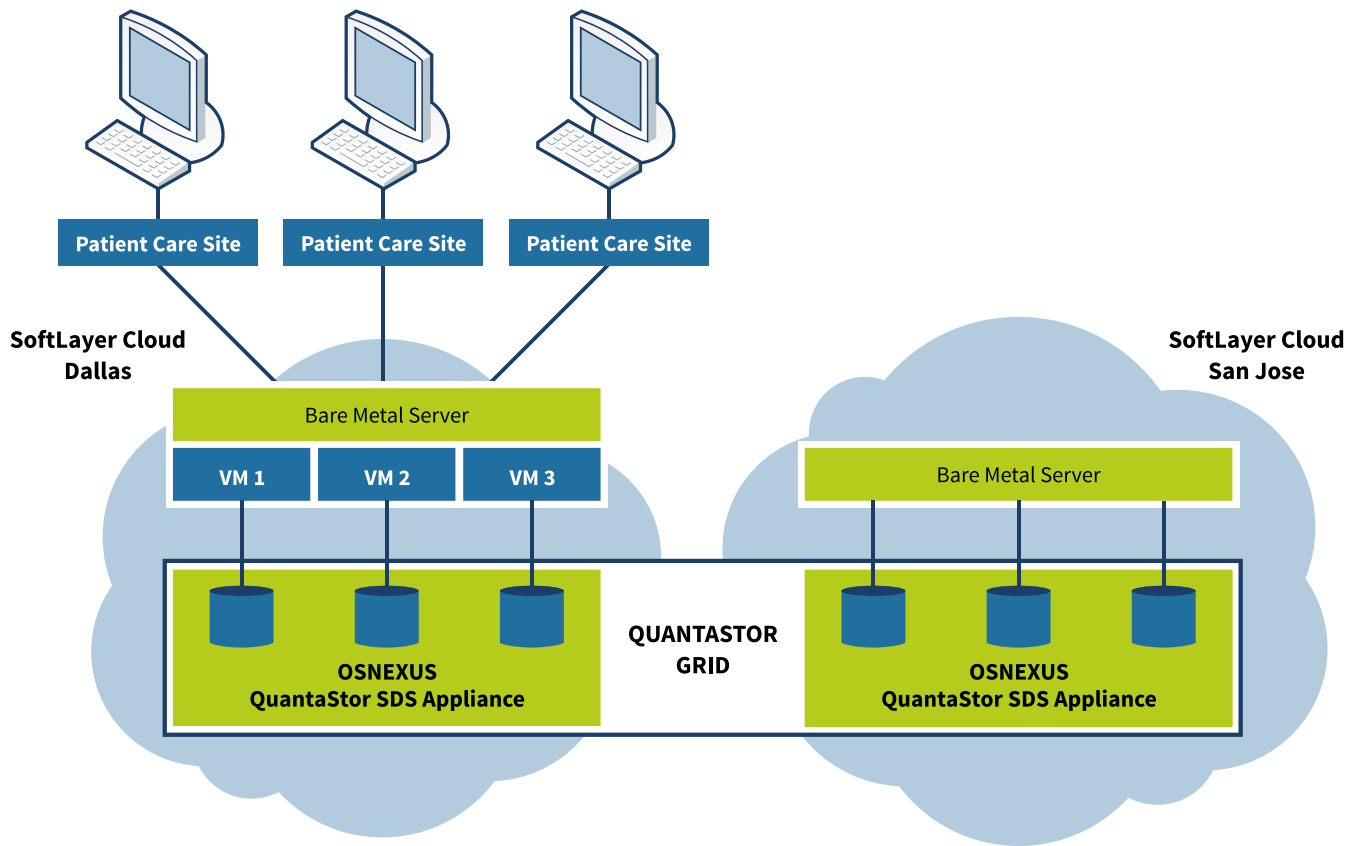 Patient Care Site
Patient Care Site
Patient Care Site
SoftLayer Cloud
Dallas
SoftLayer Cloud
San Jose
Bare Metal Server
VM 1
VM 2
VM 3
Bare Metal Server
OSNEXUS
QuantaStor SDS Appliance
QUANTASTOR
GRID
OSNEXUS
QuantaStor SDS Appliance